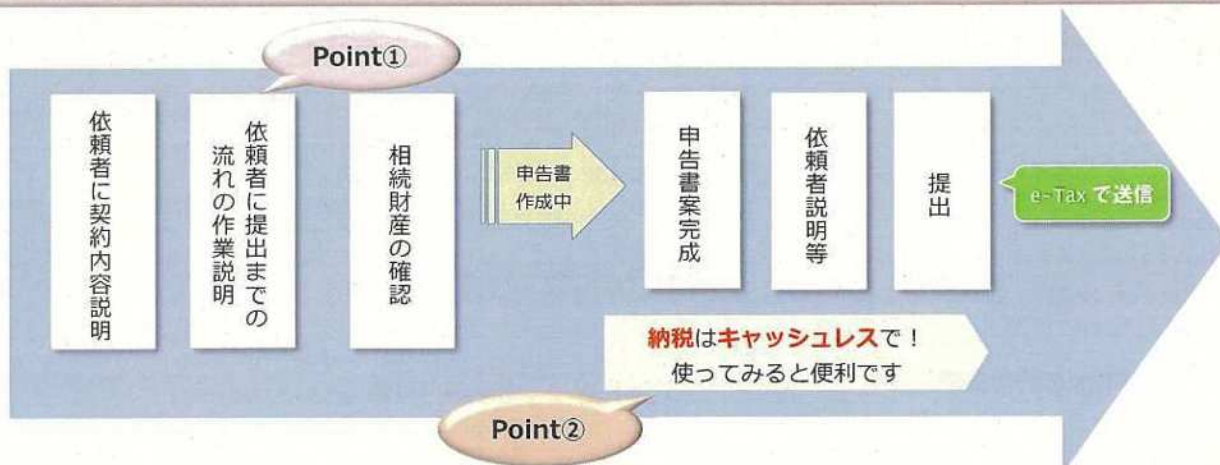 Point①
依頼者に契約内容説明
依頼者に提出までの
流れの作業説明
相続財産の確認
申告書
作成中
申告書案完成
依頼者説明等
提出
e-Tax で送信
納税はキャッシュレスで！
使ってみると便利です
Point②